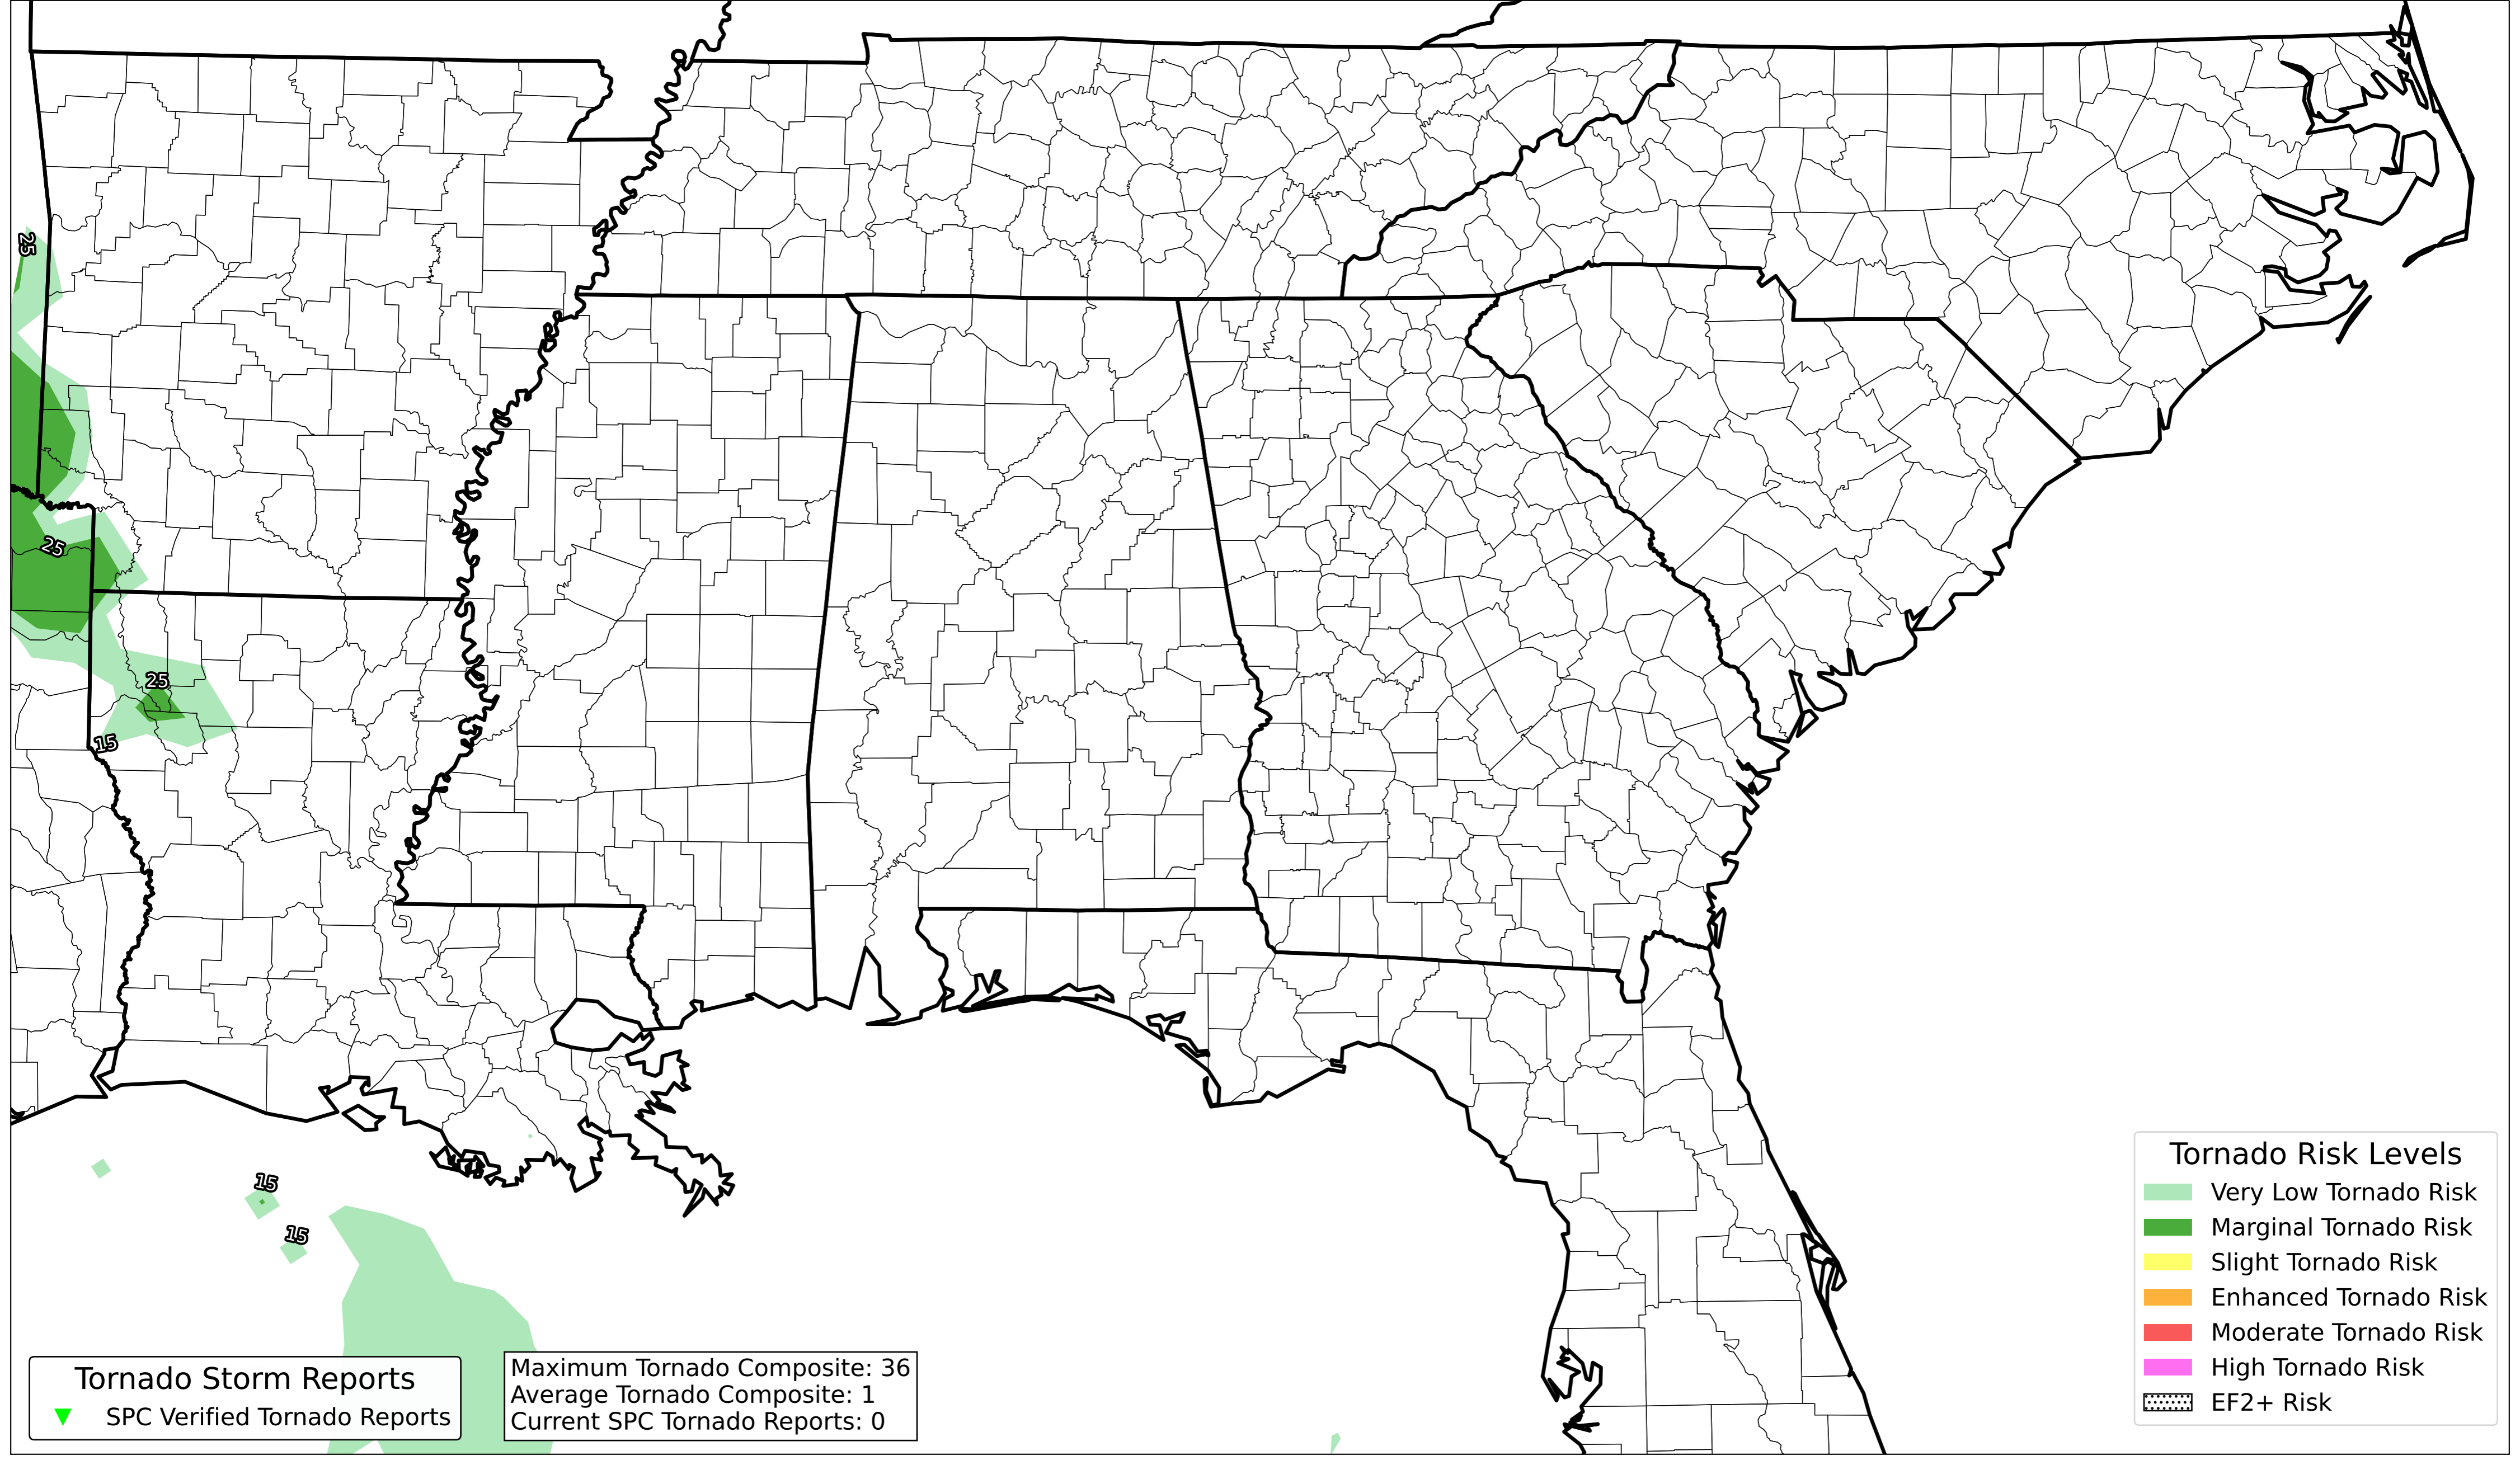 25
25
25
15
15
15
Tornado Risk Levels
Very Low Tornado Risk
Marginal Tornado Risk
Slight Tornado Risk
Enhanced Tornado Risk
Moderate Tornado Risk
High Tornado Risk
EF2+ Risk
Tornado Storm Reports
SPC Verified Tornado Reports
Maximum Tornado Composite: 36
Average Tornado Composite: 1
Current SPC Tornado Reports: 0